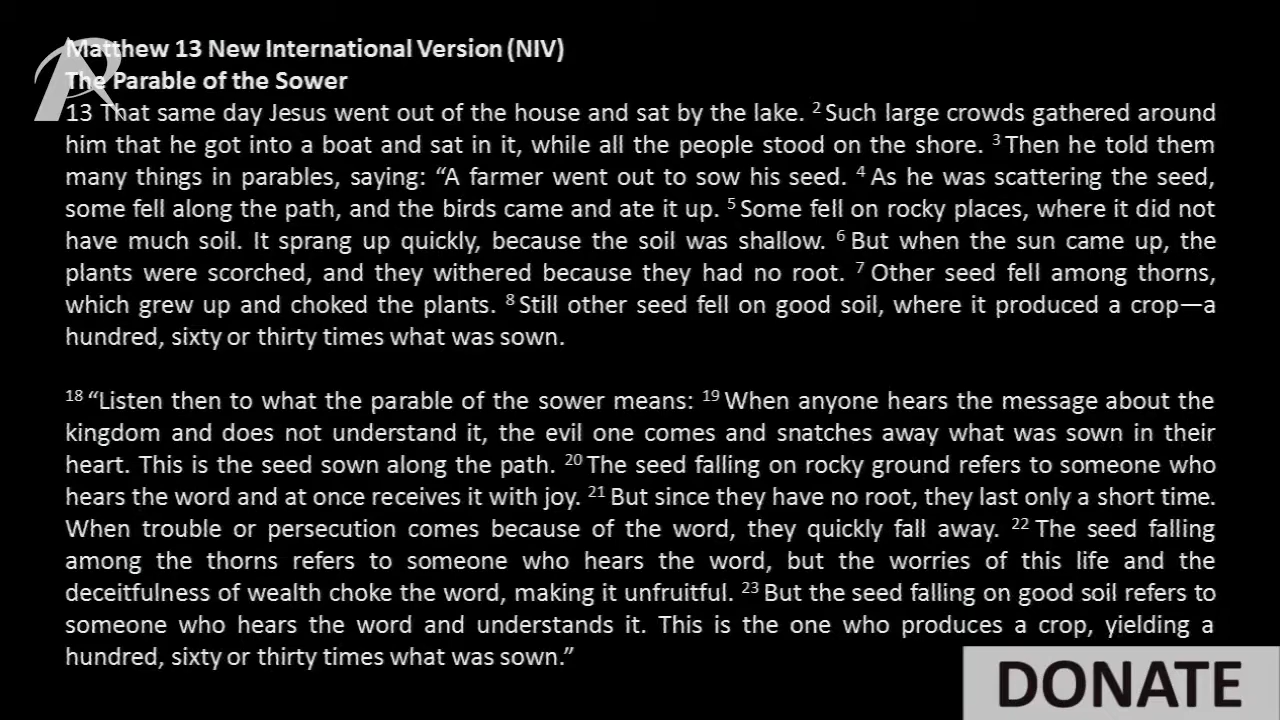 Matthew 13 New International Version (NIV)
The Parable of the Sower
13 That same day Jesus went out of the house and sat by the lake. 2 Such large crowds gathered around
him that he got into a boat and sat in it, while all the people stood on the shore. 3 Then he told them
many things in parables, saying: “A farmer went out to sow his seed. 4 As he was scattering the seed,
some fell along the path, and the birds came and ate it up. 5 Some fell on rocky places, where it did not
have much soil. It sprang up quickly, because the soil was shallow. 6 But when the sun came up, the
plants were scorched, and they withered because they had no root. 7 Other seed fell among thorns,
which grew up and choked the plants. 8 Still other seed fell on good soil, where it produced a crop—a
hundred, sixty or thirty times what was sown.
18 “Listen then to what the parable of the sower means: 19 When anyone hears the message about the
kingdom and does not understand it, the evil one comes and snatches away what was sown in their
heart. This is the seed sown along the path. 20 The seed falling on rocky ground refers to someone who
hears the word and at once receives it with joy. 21 But since they have no root, they last only a short time.
When trouble or persecution comes because of the word, they quickly fall away. 22 The seed falling
among the thorns refers to someone who hears the word, but the worries of this life and the
deceitfulness of wealth choke the word, making it unfruitful. 23 But the seed falling on good soil refers to
someone who hears the word and understands it. This is the one who produces a crop, yielding a
hundred, sixty or thirty times what was sown.”
DONATE